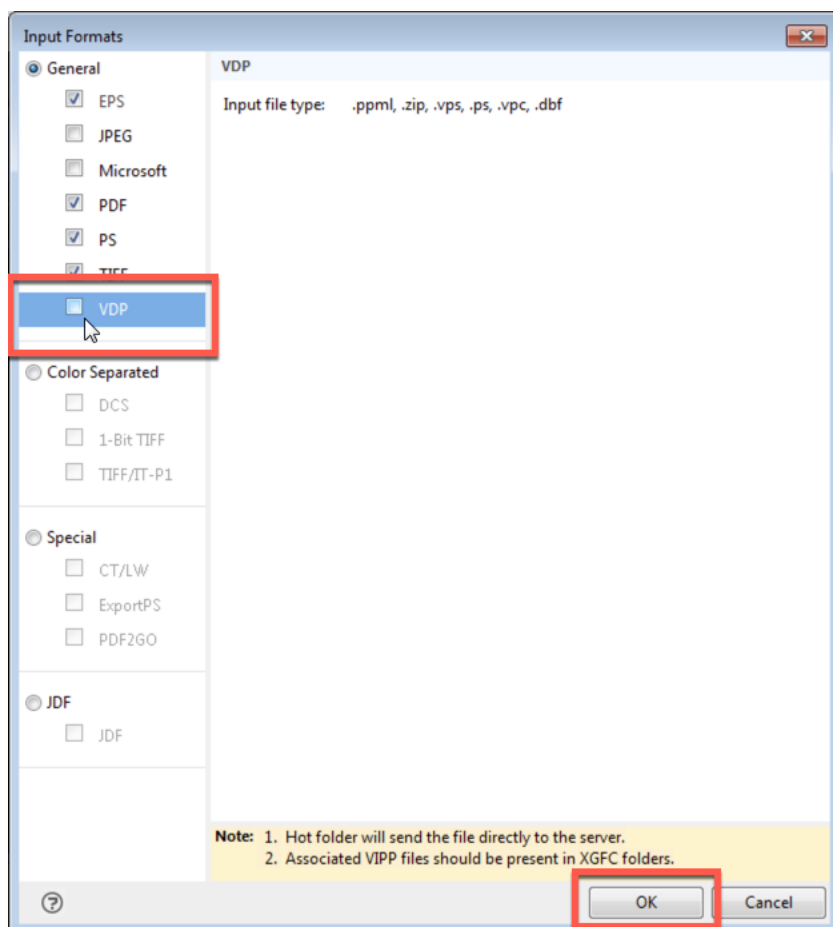 Input Formats
General
EPS
JPEG
Microsoft
PDF
PS
TIFF
VDP
Color Separated
DCS
1-Bit TIFF
TIFF/IT-P1
Special
CT/LW
ExportPS
PDF2GO
JDF
JDF
VDP
Input file type: .ppml, .zip, .vps, .ps, .vpc, .dbf
Note: 1. Hot folder will send the file directly to the server.
2. Associated VIPP files should be present in XGFC folders.
?
OK
Cancel